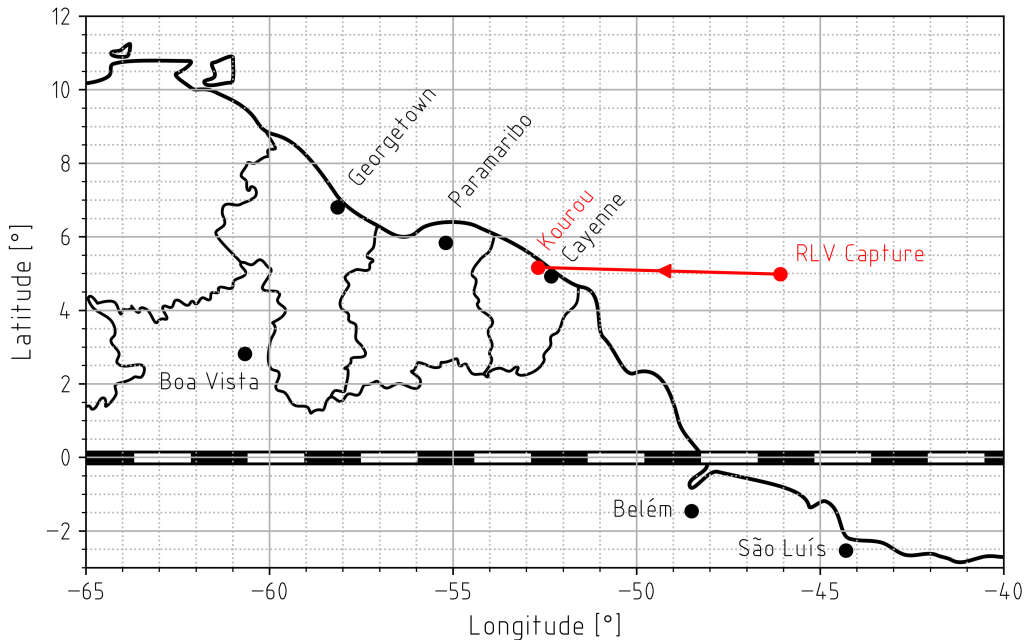 12
10
8
6
4
2
0
−2
Latitude [°]
Georgetown
Paramaribo
Kourou
Cayenne
RLV Capture
Boa Vista
Belém
São Luís
−65
−60
−55
−50
−45
−40
Longitude [°]